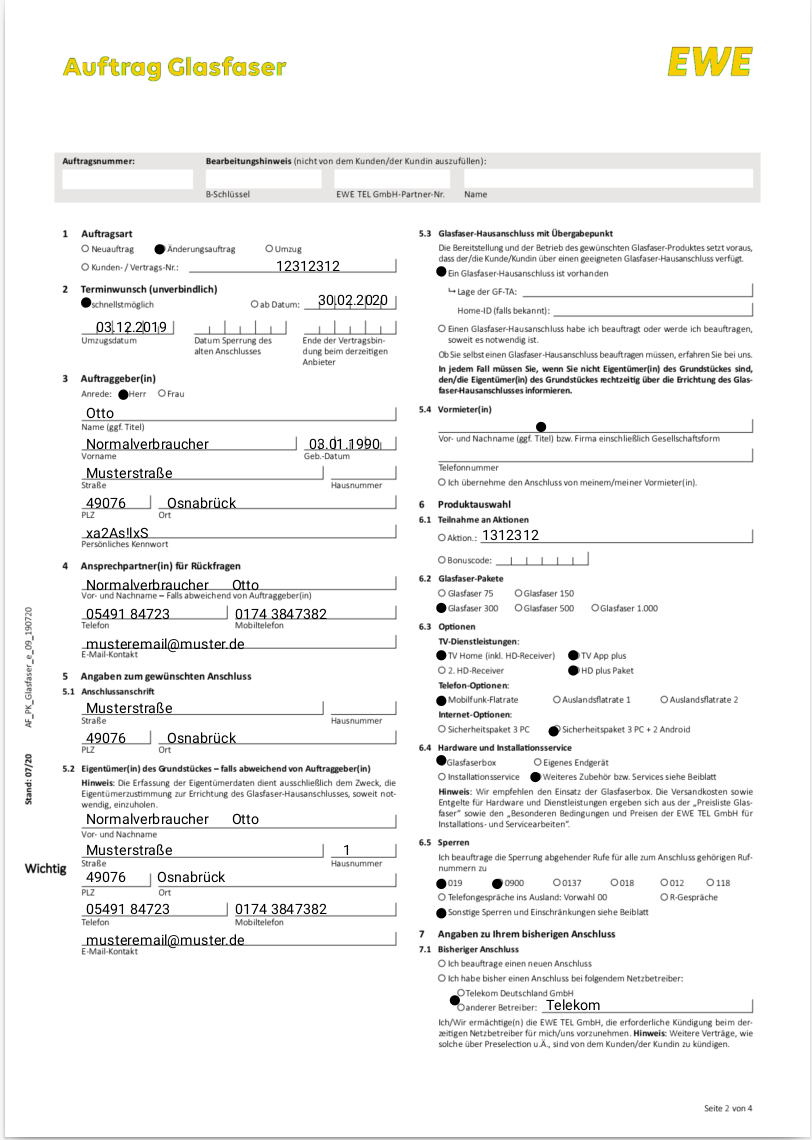 Auftrag Glasfaser
EWE
Auftragsnummer:
Bearbeitungshinweis (nicht von dem Kunden/der Kundin auszufüllen):
B-Schlüssel
EWE TEL GmbH-Partner-Nr.
Name
1 Auftragsart
Neuauftrag Änderungsauftrag Umzug
Kunden- / Vertrags-Nr.: 12312312
2 Terminwunsch (unverbindlich)
schnellstmöglich ab Datum: 30.02.2020
03.12.2019
Umzugsdatum
Datum Sperrung des
alten Anschlusses
Ende der Vertragsbin-
dung beim derzeitigen
Anbieter
3 Auftraggeber(in)
Anrede: Herr Frau
Otto
Name (ggf. Titel)
Normalverbraucher 03.01.1990
Vorname Geb.-Datum
Musterstraße
Straße Hausnummer
49076 Osnabrück
PLZ Ort
xa2As!lxS
Persönliches Kennwort
4 Ansprechpartner(in) für Rückfragen
Normalverbraucher Otto
Vor- und Nachname – Falls abweichend von Auftraggeber(in)
05491 84723 0174 3847382
Telefon Mobiltelefon
musteremail@muster.de
E-Mail-Kontakt
5 Angaben zum gewünschten Anschluss
5.1 Anschlussanschrift
Musterstraße
Straße Hausnummer
49076 Osnabrück
PLZ Ort
5.2 Eigentümer(in) des Grundstückes – falls abweichend von Auftraggeber(in)
Hinweis: Die Erfassung der Eigentümerdaten dient ausschließlich dem Zweck, die
Eigentümerzustimmung zur Errichtung des Glasfaser-Hausanschlusses, soweit not-
wendig, einzuholen.
Normalverbraucher Otto
Vor- und Nachname
Musterstraße 1
Straße Hausnummer
Wichtig
49076 Osnabrück
PLZ Ort
05491 84723 0174 3847382
Telefon Mobiltelefon
musteremail@muster.de
E-Mail-Kontakt
AF_PK_Glasfaser_e_09_190720
Stand: 07/20
5.3 Glasfaser-Hausanschluss mit Übergabepunkt
Die Bereitstellung und der Betrieb des gewünschten Glasfaser-Produktes setzt voraus,
dass der/die Kunde/Kundin über einen geeigneten Glasfaser-Hausanschluss verfügt.
Ein Glasfaser-Hausanschluss ist vorhanden
Lage der GF-TA:
Home-ID (falls bekannt):
Einen Glasfaser-Hausanschluss habe ich beauftragt oder werde ich beauftragen,
soweit es notwendig ist.
Ob Sie selbst einen Glasfaser-Hausanschluss beauftragen müssen, erfahren Sie bei uns.
In jedem Fall müssen Sie, wenn Sie nicht Eigentümer(in) des Grundstückes sind,
den/die Eigentümer(in) des Grundstückes rechtzeitig über die Errichtung des Glas-
faser-Hausanschlusses informieren.
5.4 Vormieter(in)
Vor- und Nachname (ggf. Titel) bzw. Firma einschließlich Gesellschaftsform
Telefonnummer
Ich übernehme den Anschluss von meinem/meiner Vormieter(in).
6 Produktauswahl
6.1 Teilnahme an Aktionen
Aktion.: 1312312
Bonuscode:
6.2 Glasfaser-Pakete
Glasfaser 75 Glasfaser 150
Glasfaser 300 Glasfaser 500 Glasfaser 1.000
6.3 Optionen
TV-Dienstleistungen:
TV Home (inkl. HD-Receiver) TV App plus
2. HD-Receiver HD plus Paket
Telefon-Optionen:
Mobilfunk-Flatrate Auslandsflatrate 1 Auslandsflatrate 2
Internet-Optionen:
Sicherheitspaket 3 PC Sicherheitspaket 3 PC + 2 Android
6.4 Hardware und Installationsservice
Glasfaserbox Eigenes Endgerät
Installationsservice Weiteres Zubehör bzw. Services siehe Beiblatt
Hinweis: Wir empfehlen den Einsatz der Glasfaserbox. Die Versandkosten sowie
Entgelte für Hardware und Dienstleistungen ergeben sich aus der „Preisliste Glas-
faser“ sowie den „Besonderen Bedingungen und Preisen der EWE TEL GmbH für
Installations- und Servicearbeiten“.
6.5 Sperren
Ich beauftrage die Sperrung abgehender Rufe für alle zum Anschluss gehörigen Ruf-
nummern zu
019 0900 0137 018 012 118
Telefongespräche ins Ausland: Vorwahl 00 R-Gespräche
Sonstige Sperren und Einschränkungen siehe Beiblatt
7 Angaben zu Ihrem bisherigen Anschluss
7.1 Bisheriger Anschluss
Ich beauftrage einen neuen Anschluss
Ich habe bisher einen Anschluss bei folgendem Netzbetreiber:
Telekom Deutschland GmbH
anderer Betreiber: Telekom
Ich/Wir ermächtige(n) die EWE TEL GmbH, die erforderliche Kündigung beim der-
zeitigen Netzbetreiber für mich/uns vorzunehmen. Hinweis: Weitere Verträge, wie
solche über Preselection u.Ä., sind von dem Kunden/der Kundin zu kündigen.
Seite 2 von 4